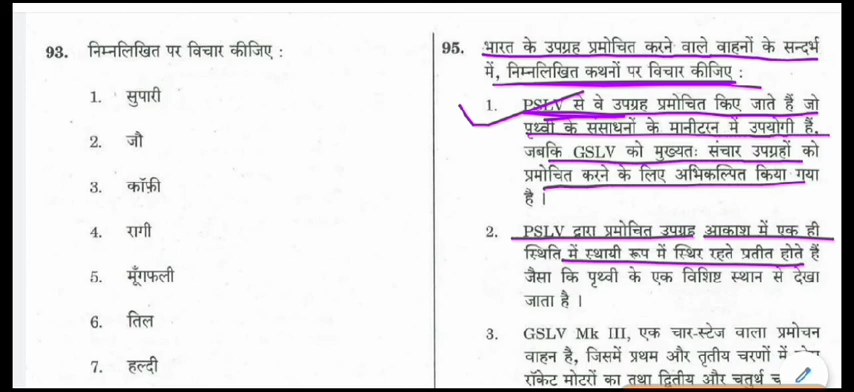 93. निम्नलिखित पर विचार कीजिए :
1. सुपारी
2. जौ
3. कॉफ़ी
4. रागी
5. मूँगफली
6. तिल
7. हल्दी
95. भारत के उपग्रह प्रमोचित करने वाले वाहनों के सन्दर्भ
में, निम्नलिखित कथनों पर विचार कीजिए :
1. PSLV से वे उपग्रह प्रमोचित किए जाते हैं जो
पृथ्वी के संसाधनों के मानीटरन में उपयोगी हैं,
जबकि GSLV को मुख्यतः संचार उपग्रहों को
प्रमोचित करने के लिए अभिकल्पित किया गया
है ।
2. PSLV द्वारा प्रमोचित उपग्रह आकाश में एक ही
स्थिति में स्थायी रूप में स्थिर रहते प्रतीत होते हैं
जैसा कि पृथ्वी के एक विशिष्ट स्थान से देखा
जाता है ।
3. GSLV Mk III, एक चार-स्टेज वाला प्रमोचन
वाहन है, जिसमें प्रथम और तृतीय चरणों में
रॉकेट मोटरों का तथा द्वितीय और चतुर्थ